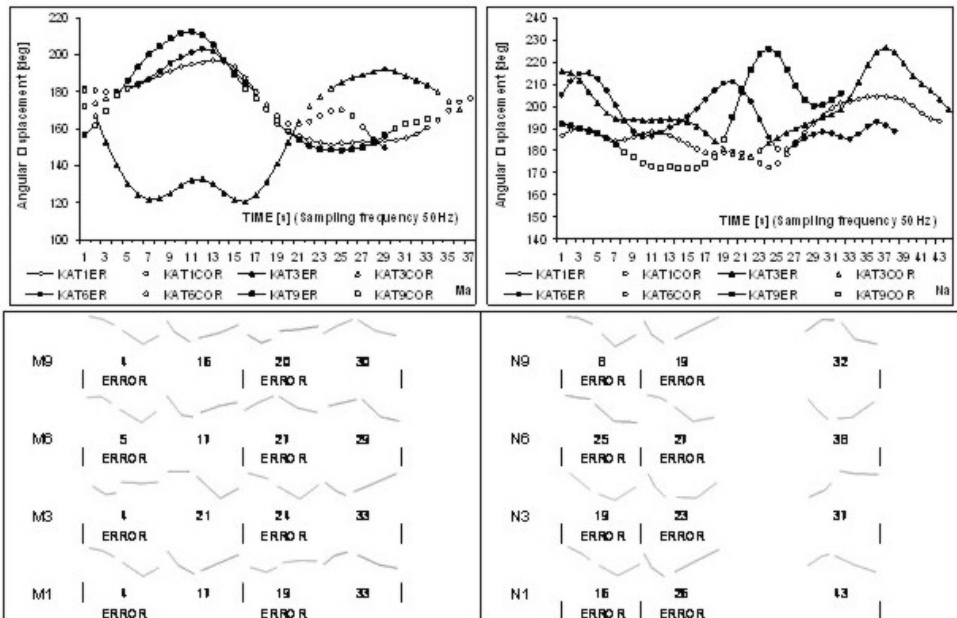 Angular Displacement [deg]
220
200
180
160
140
120
100
TIME [s] (Sampling frequency 50Hz)
1 3 5 7 9 11 13 15 17 19 21 23 25 27 29 31 33 35 37
KAT1ER KAT1COR KAT3ER KAT3COR
KAT6ER KAT6COR KAT9ER KAT9COR
Ma
Angular Displacement [deg]
240
230
220
210
200
190
180
170
160
150
140
TIME [s] (Sampling frequency 50Hz)
1 3 5 7 9 11 13 15 17 19 21 23 25 27 29 31 33 35 37 39 41 43
KAT1ER KAT1COR KAT3ER KAT3COR
KAT6ER KAT6COR KAT9ER KAT9COR
Na
M9 4 16 20 30
ERROR ERROR
M6 5 17 29
ERROR ERROR
M3 4 21 24 33
ERROR ERROR
M1 4 17 19 33
ERROR ERROR
N9 19 32
ERROR ERROR
N6 25
ERROR ERROR
N3 19 23
ERROR ERROR
N1 16 26 43
ERROR ERROR